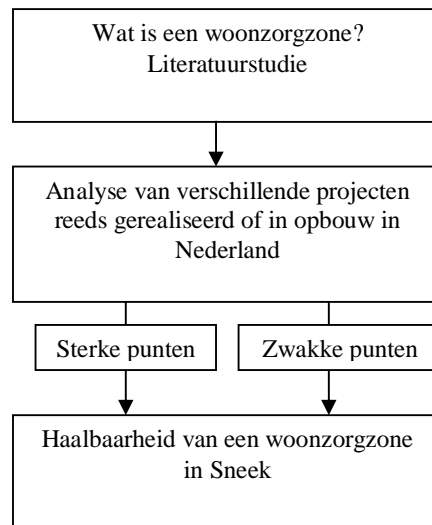 Wat is een woonzorgzone?
Literatuurstudie
Analyse van verschillende projecten
reeds gerealiseerd of in opbouw in
Nederland
Sterke punten
Zwakke punten
Haalbaarheid van een woonzorgzone
in Sneek